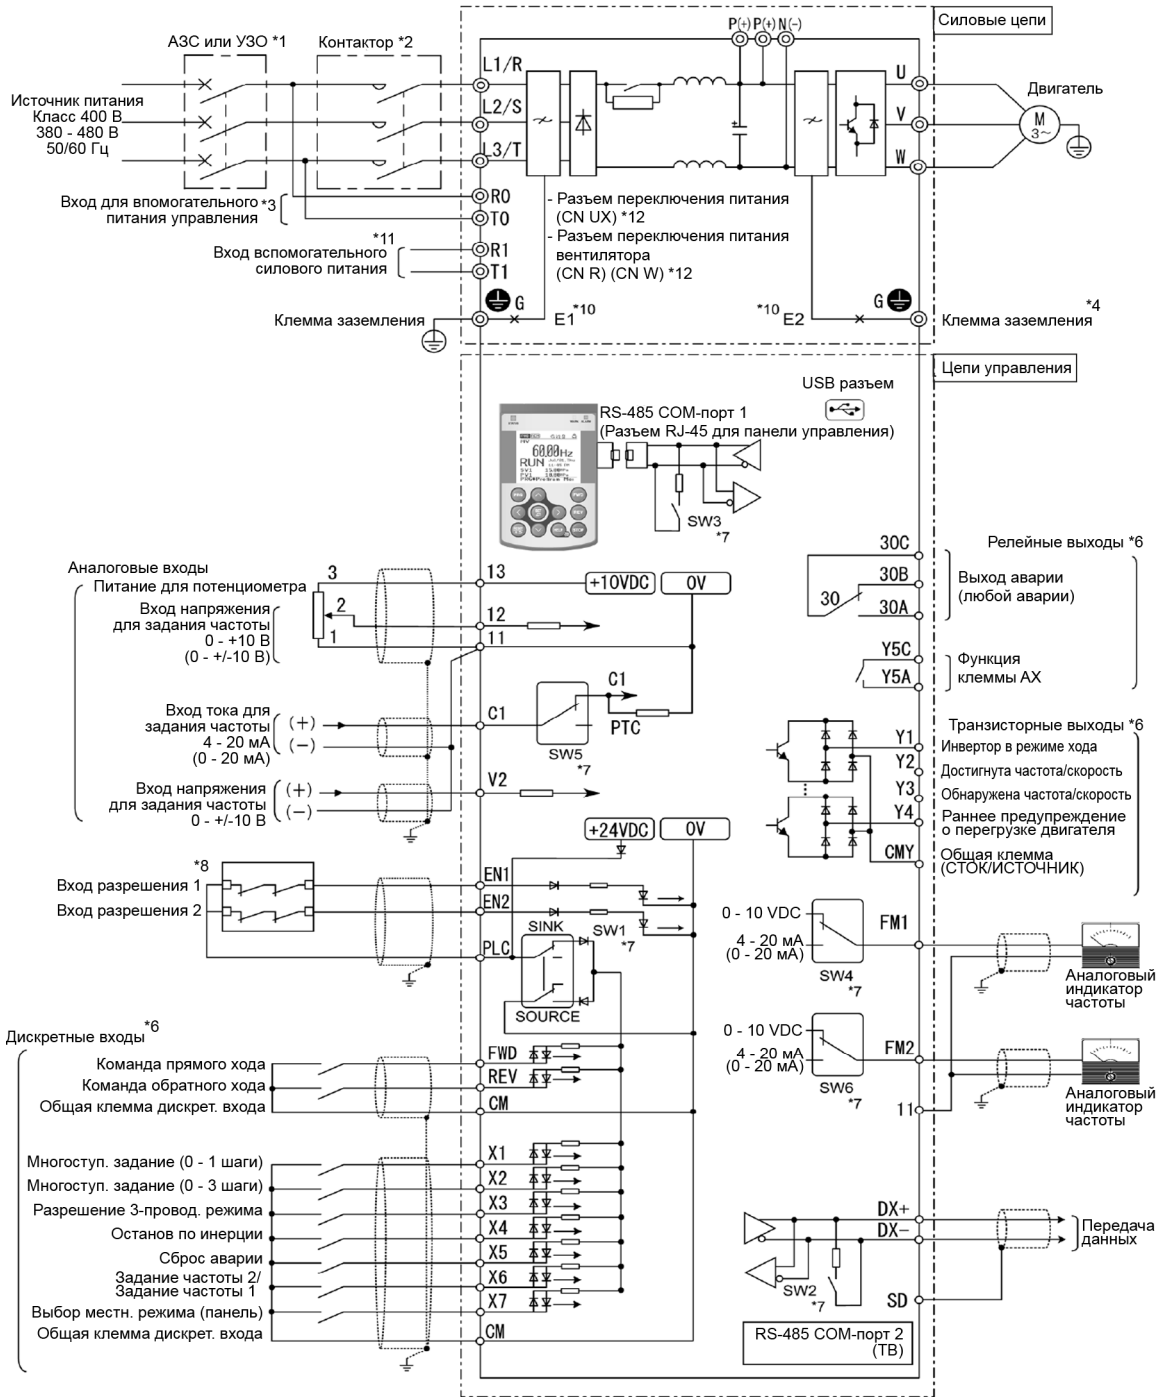 Силовые цепи
P(+) P(+) N(-)
АЗС или УЗО *1
Контактор *2
L1/R
L2/S
L3/T
U
V
W
Двигатель
M
3~
Источник питания
Класс 400 В
380 - 480 В
50/60 Гц
Вход для впомогательного
питания управления
*3
R0
T0
- Разъем переключения питания
(CN UX) *12
- Разъем переключения питания
вентилятора
(CN R) (CN W) *12
*11
Вход вспомогательного
силового питания
R1
T1
G
G
Клемма заземления
E1
*10
*10
E2
Клемма заземления
*4
Цепи управления
USB разъем
RS-485 COM-порт 1
(Разъем RJ-45 для панели управления)
60.00Hz
RUN
SW3
*7
30C
30B
30
30A
Релейные выходы *6
Выход аварии
(любой аварии)
Y5C
Y5A
Функция
клеммы AX
Аналоговые входы
Питание для потенциометра
Вход напряжения
для задания частоты
0 - +10 В
(0 - +/-10 В)
3
2
1
13
12
11
+10VDC
0V
Вход тока для
задания частоты
4 - 20 мА
(0 - 20 мА)
(+)
(−)
C1
C1
PTC
SW5
*7
Вход напряжения
для задания частоты
0 - +/-10 В
(+)
(−)
V2
Транзисторные выходы *6
Y1
Инвертор в режиме хода
Y2
Достигнута частота/скорость
Y3
Обнаружена частота/скорость
Y4
Раннее предупреждение
о перегрузке двигателя
CMY
Общая клемма
(СТОК/ИСТОЧНИК)
+24VDC
0V
*8
Вход разрешения 1
Вход разрешения 2
EN1
EN2
PLC
SINK
SW1
*7
SOURCE
0 - 10 VDC
4 - 20 мА
(0 - 20 мА)
SW4
*7
FM1
Аналоговый
индикатор
частоты
0 - 10 VDC
4 - 20 мА
(0 - 20 мА)
SW6
*7
FM2
11
Аналоговый
индикатор
частоты
Дискретные входы *6
Команда прямого хода
Команда обратного хода
Общая клемма дискрет. входа
FWD
REV
CM
Многоступ. задание (0 - 1 шаги)
Многоступ. задание (0 - 3 шаги)
Разрешение 3-провод. режима
Останов по инерции
Сброс аварии
Задание частоты 2/
Задание частоты 1
Выбор местн. режима (панель)
Общая клемма дискрет. входа
X1
X2
X3
X4
X5
X6
X7
CM
DX+
DX−
SW2
*7
SD
Передача
данных
RS-485 COM-порт 2
(TB)